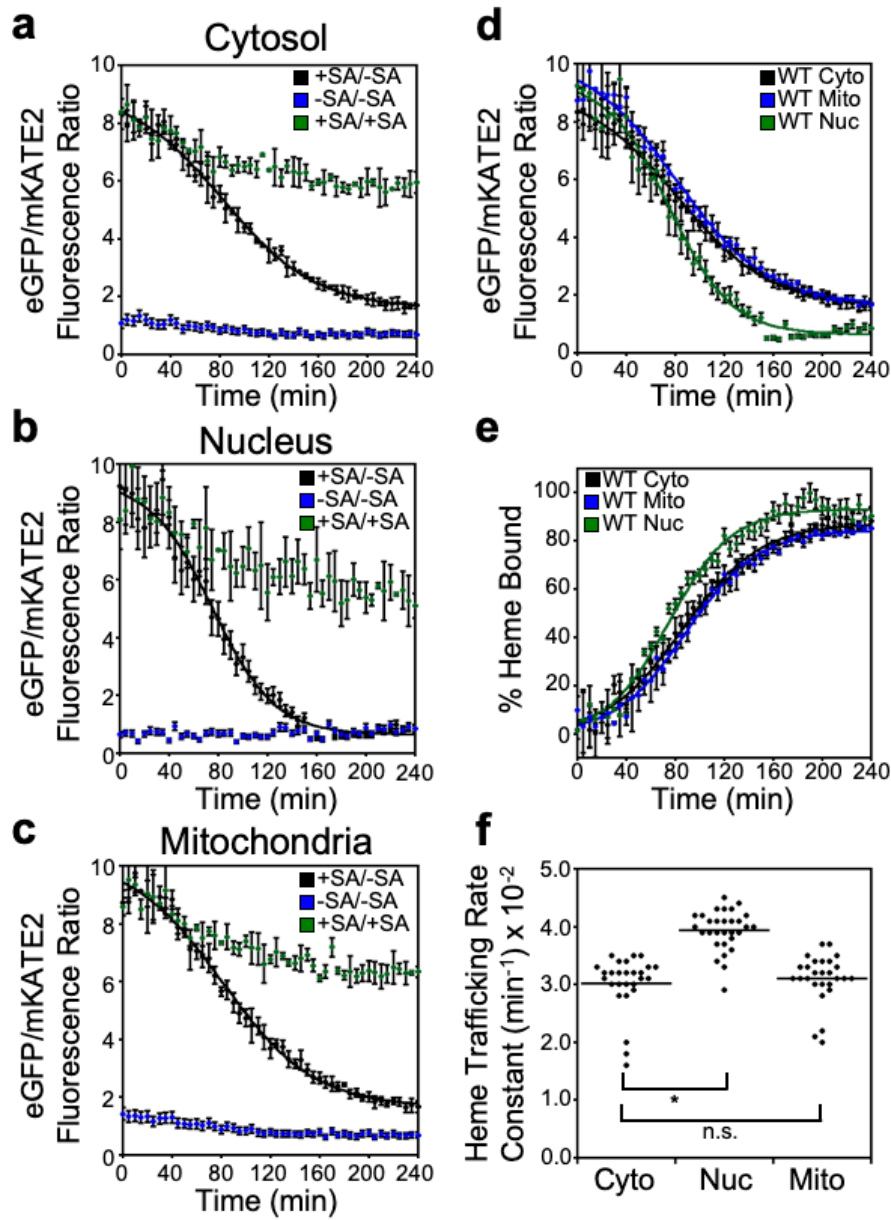 a
Cytosol
eGFP/mKATE2
Fluorescence Ratio
10
8
6
4
2
0
+SA/-SA
-SA/-SA
+SA/+SA
0 40 80 120 160 200 240
Time (min)
b
Nucleus
eGFP/mKATE2
Fluorescence Ratio
10
8
6
4
2
0
+SA/-SA
-SA/-SA
+SA/+SA
0 40 80 120 160 200 240
Time (min)
c
Mitochondria
eGFP/mKATE2
Fluorescence Ratio
10
8
6
4
2
0
+SA/-SA
-SA/-SA
+SA/+SA
0 40 80 120 160 200 240
Time (min)
d
eGFP/mKATE2
Fluorescence Ratio
10
8
6
4
2
0
WT Cyto
WT Mito
WT Nuc
0 40 80 120 160 200 240
Time (min)
e
% Heme Bound
100
80
60
40
20
0
WT Cyto
WT Mito
WT Nuc
0 40 80 120 160 200 240
Time (min)
f
Heme Trafficking Rate
Constant (min⁻¹) x 10⁻²
5.0
4.0
3.0
2.0
1.0
0.0
*
n.s.
Cyto Nuc Mito